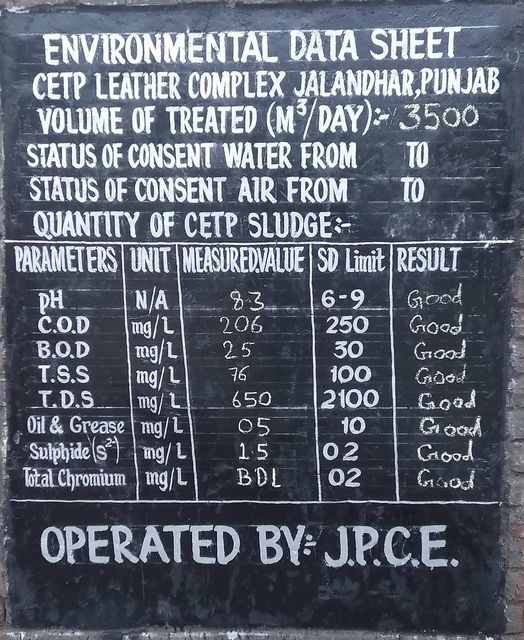 ENVIRONMENTAL DATA SHEET
CETP LEATHER COMPLEX JALANDHAR, PUNJAB
VOLUME OF TREATED (M³/DAY):- 3500
STATUS OF CONSENT WATER FROM TO
STATUS OF CONSENT AIR FROM TO
QUANTITY OF CETP SLUDGE:-
PARAMETERS UNIT MEASURED.VALUE SD Limit RESULT
pH N/A 8.3 6-9 Good
C.O.D mg/L 206 250 Good
B.O.D mg/L 25 30 Good
T.S.S mg/L 76 100 Good
T.D.S mg/L 650 2100 Good
Oil & Grease mg/L 05 10 Good
Sulphide (S²-) mg/L 1.5 02 Good
Total Chromium mg/L BDL 02 Good
OPERATED BY:- J.P.C.E.